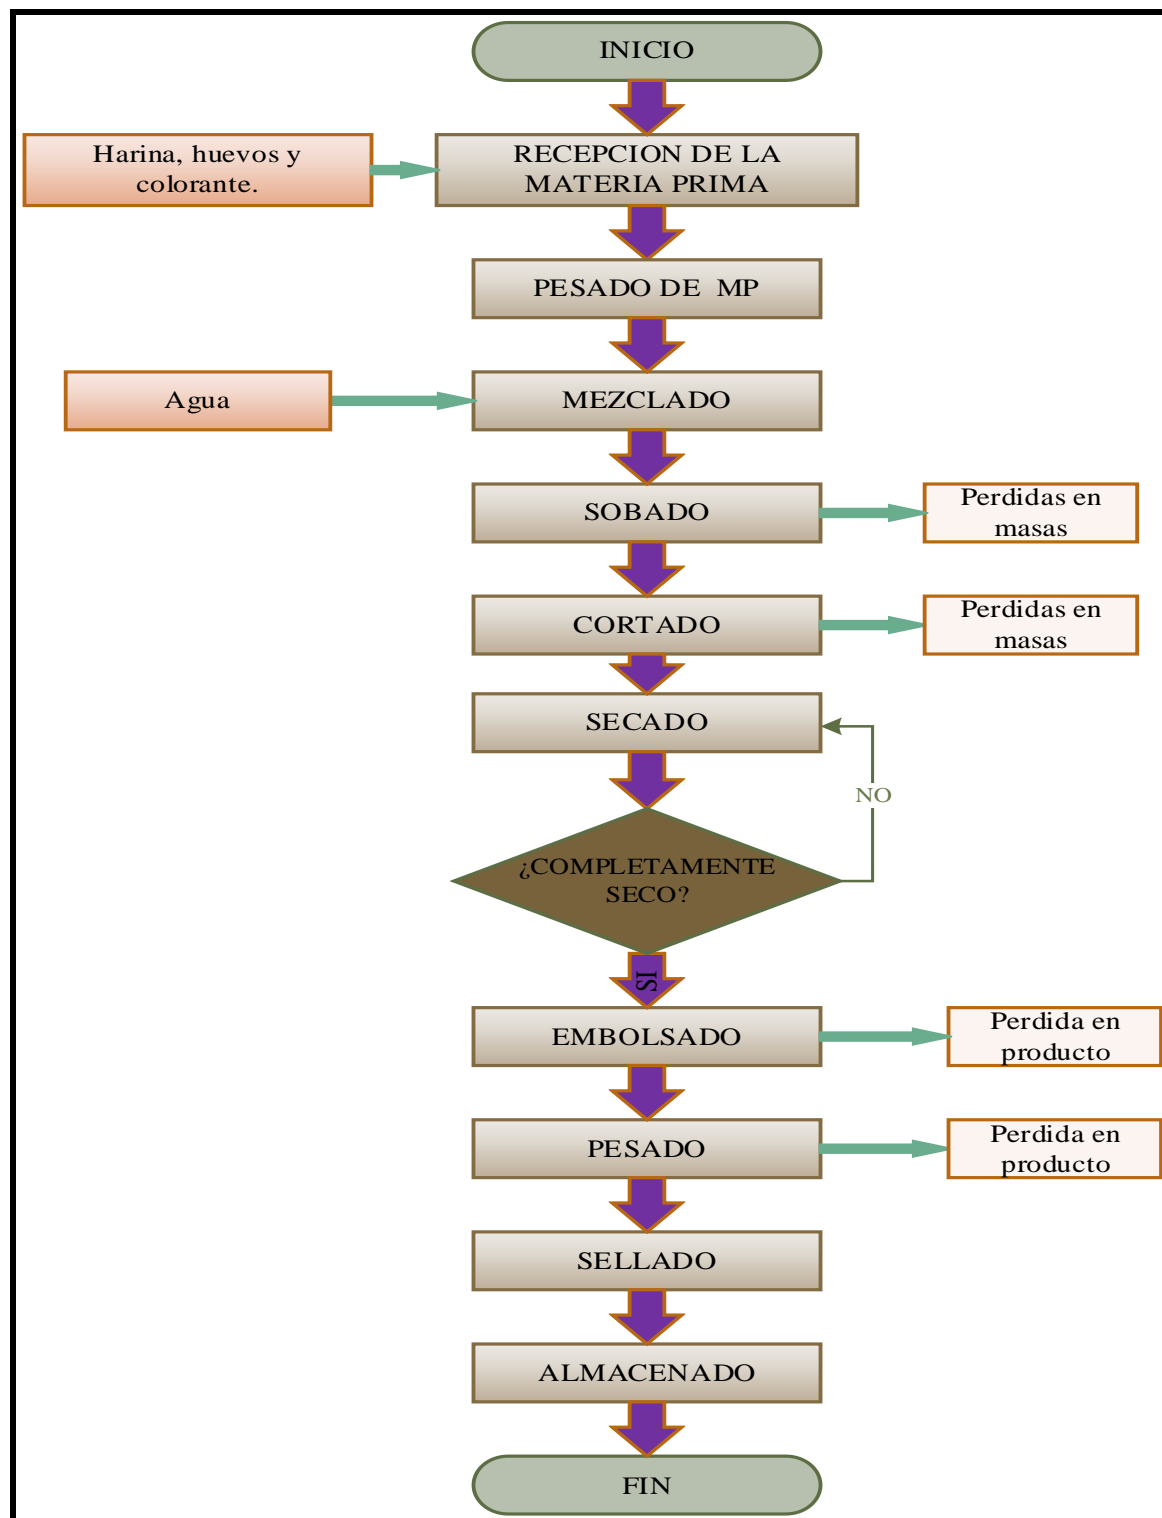 INICIO
Harina, huevos y
colorante.
RECEPCION DE LA
MATERIA PRIMA
PESADO DE MP
Agua
MEZCLADO
SOBADO
Perdidas en
masas
CORTADO
Perdidas en
masas
SECADO
NO
¿COMPLETAMENTE
SECO?
SI
EMBOLSADO
Perdida en
producto
PESADO
Perdida en
producto
SELLADO
ALMACENADO
FIN